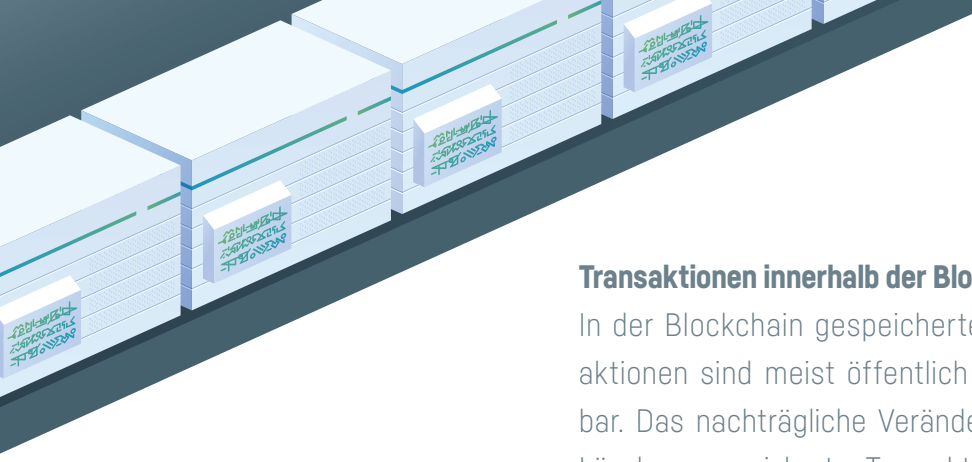 Transaktionen innerhalb der Blo
In der Blockchain gespeicherte
aktionen sind meist öffentlich
bar. Das nachträgliche Verände